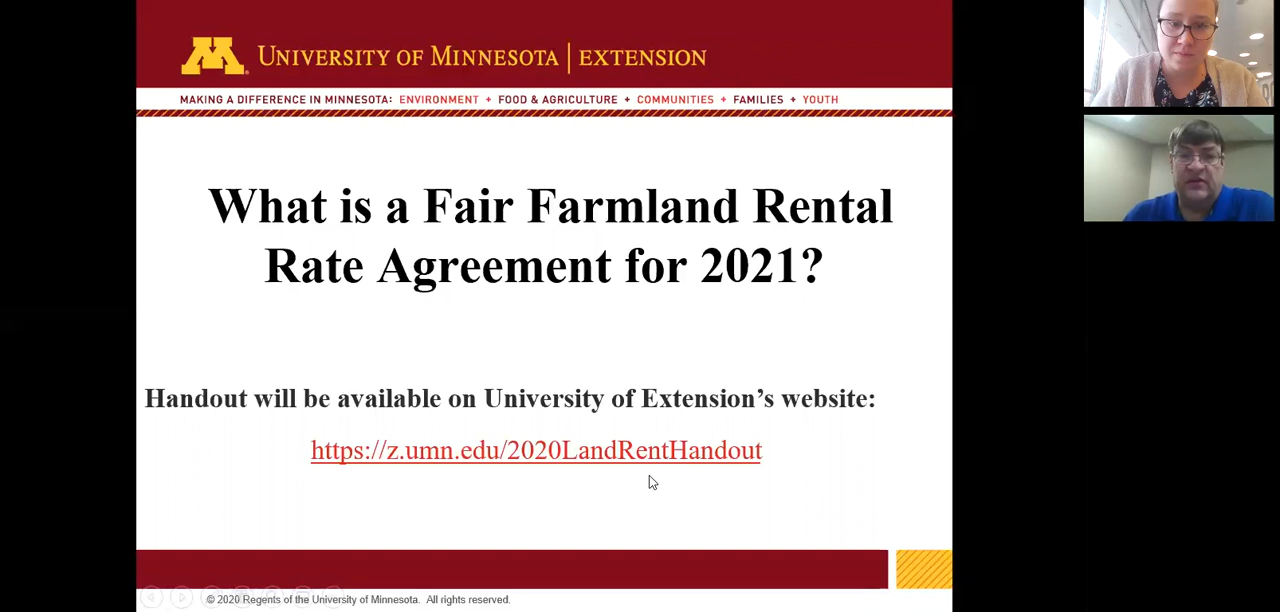 UNIVERSITY OF MINNESOTA | EXTENSION
MAKING A DIFFERENCE IN MINNESOTA: ENVIRONMENT + FOOD & AGRICULTURE + COMMUNITIES + FAMILIES + YOUTH
What is a Fair Farmland Rental
Rate Agreement for 2021?
Handout will be available on University of Extension's website:
https://z.umn.edu/2020LandRentHandout
© 2020 Regents of the University of Minnesota. All rights reserved.